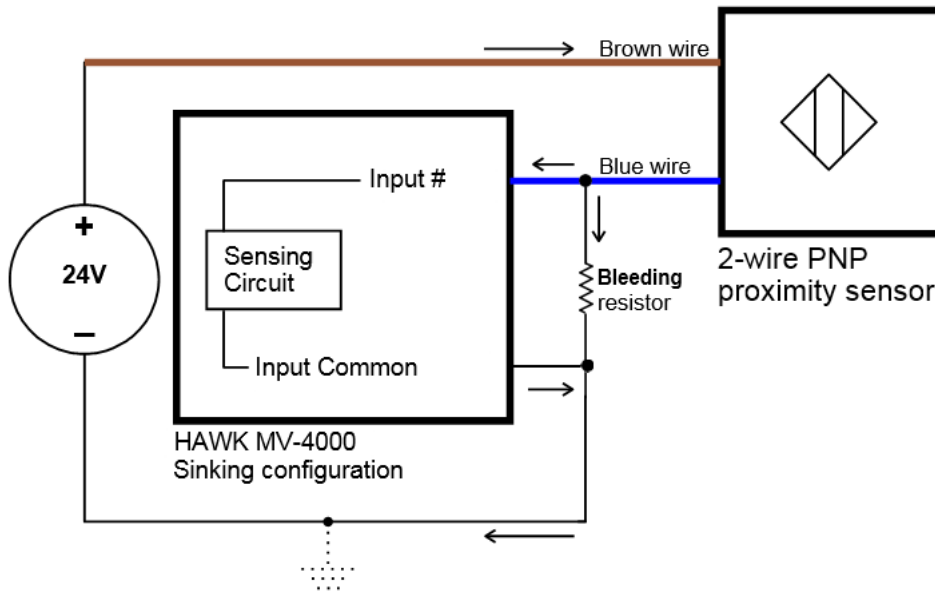 Brown wire
Input #
Blue wire
+
24V
−
Sensing
Circuit
Bleeding
resistor
2-wire PNP
proximity sensor
Input Common
HAWK MV-4000
Sinking configuration